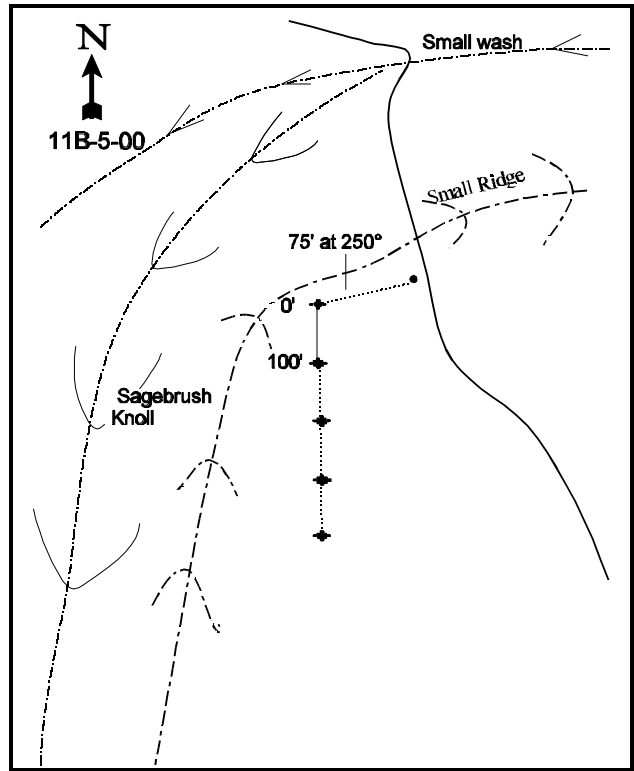 N
Small wash
11B-5-00
Small Ridge
75' at 250°
0'
100'
Sagebrush
Knoll